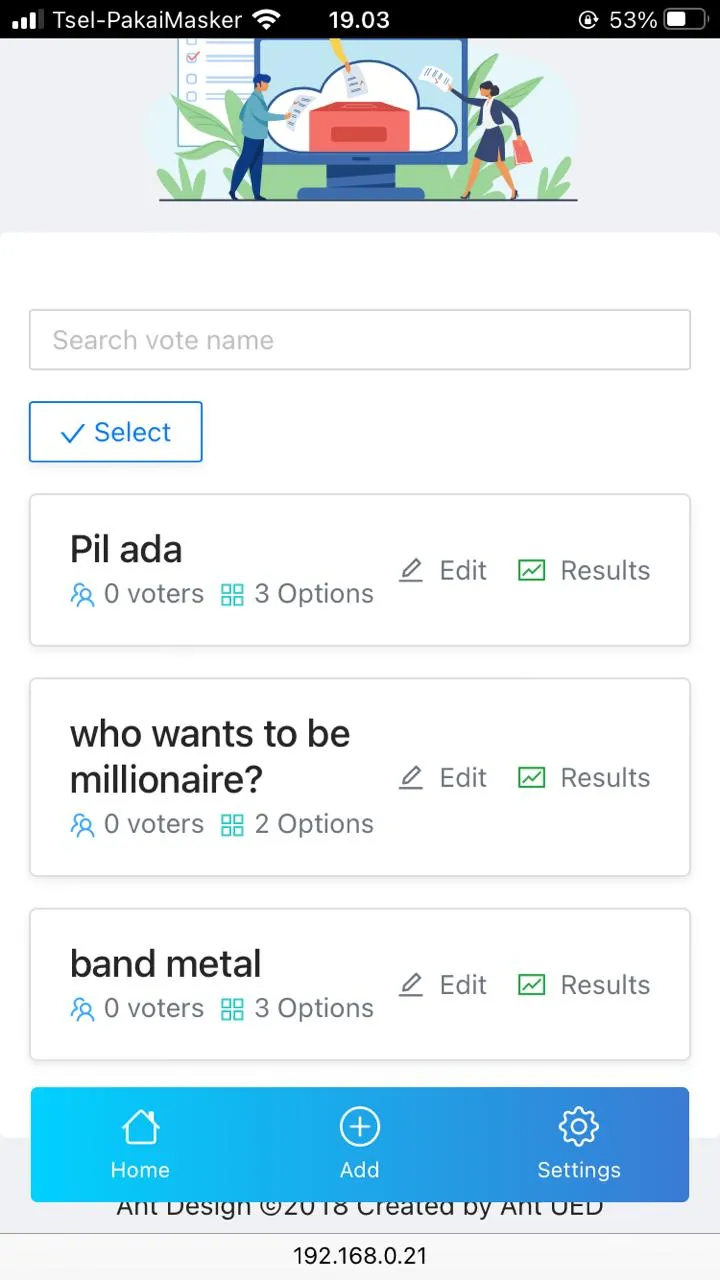 Tsel-PakaiMasker 19.03 53%
Search vote name
Select
Pil ada
0 voters 3 Options
Edit Results
who wants to be
millionaire?
0 voters 2 Options
Edit Results
band metal
0 voters 3 Options
Edit Results
Home Add Settings
Ant Design ©2018 Created by Ant UED
192.168.0.21